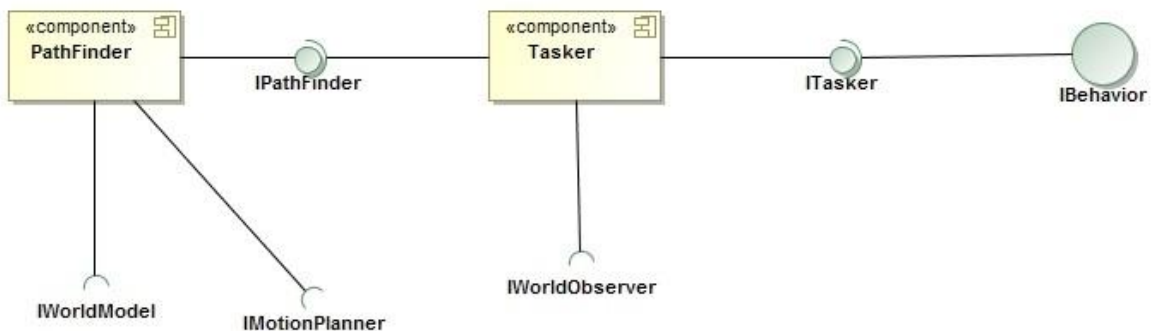 «component»
PathFinder
«component»
Tasker
IPathFinder
ITasker
IBehavior
IWorldModel
IMotionPlanner
IWorldObserver